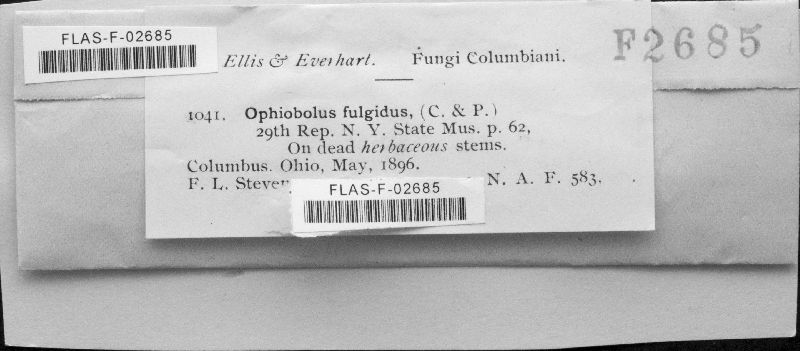 FLAS-F-02685
Ellis & Everhart. Fungi Columbiani.
F2685
1041. Ophiobolus fulgidus, (C. & P.)
29th Rep. N. Y. State Mus. p. 62,
On dead herbaceous stems.
Columbus. Ohio, May, 1896.
F. L. N. A. F. 583.
FLAS-F-02685